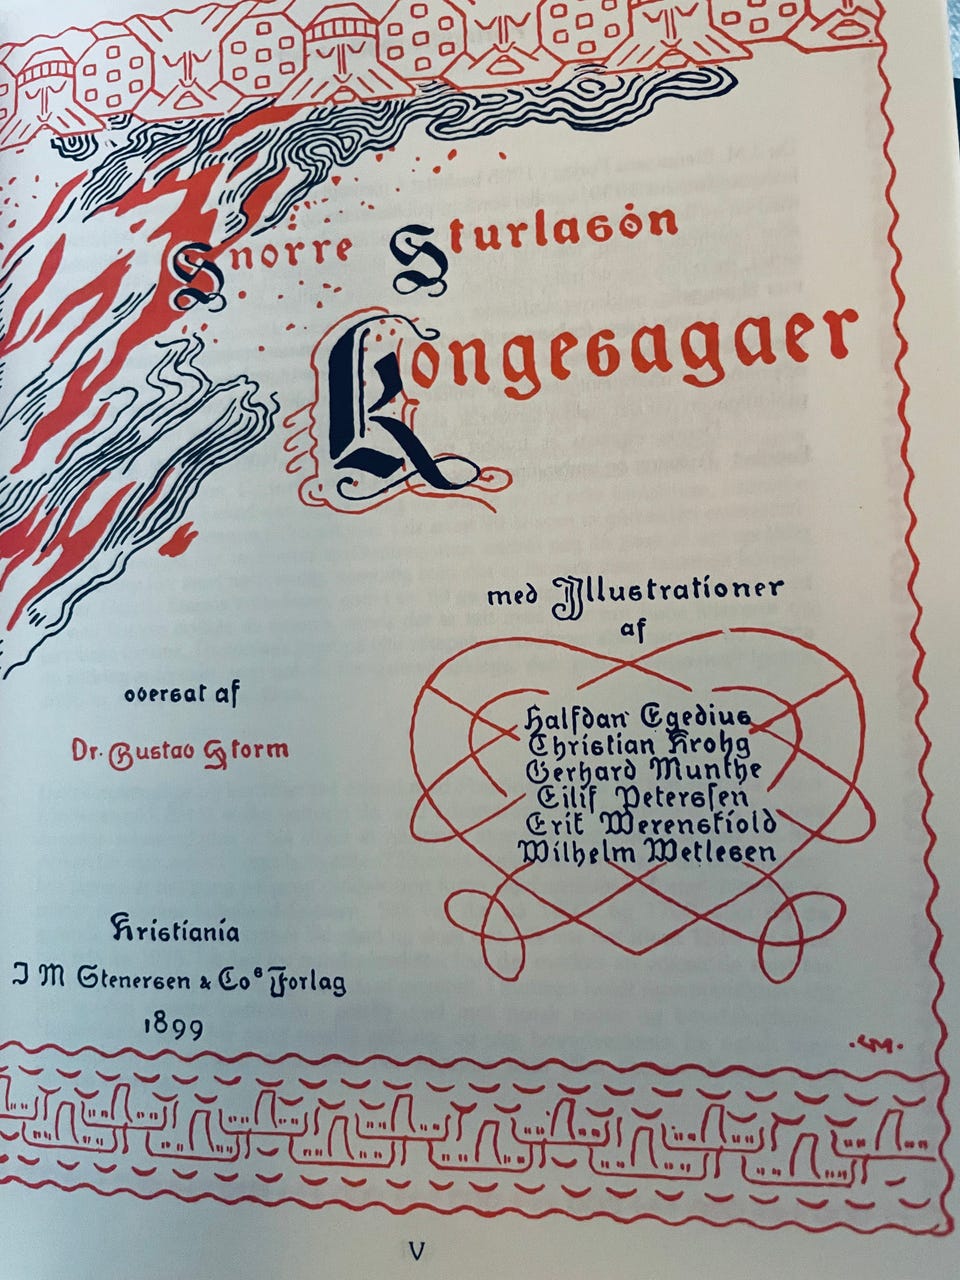 Snorre Sturlasón
Kongesagaer
med Illustrationer
af
Halfdan Egedius
Christian Krohg
Gerhard Munthe
Eilif Peterssen
Erik Werenskiold
Wilhelm Wetlesen
oversat af
Dr. Gustav Storm
Kristiania
J M Stenersen & Co s Forlag
1899
·GM·
V